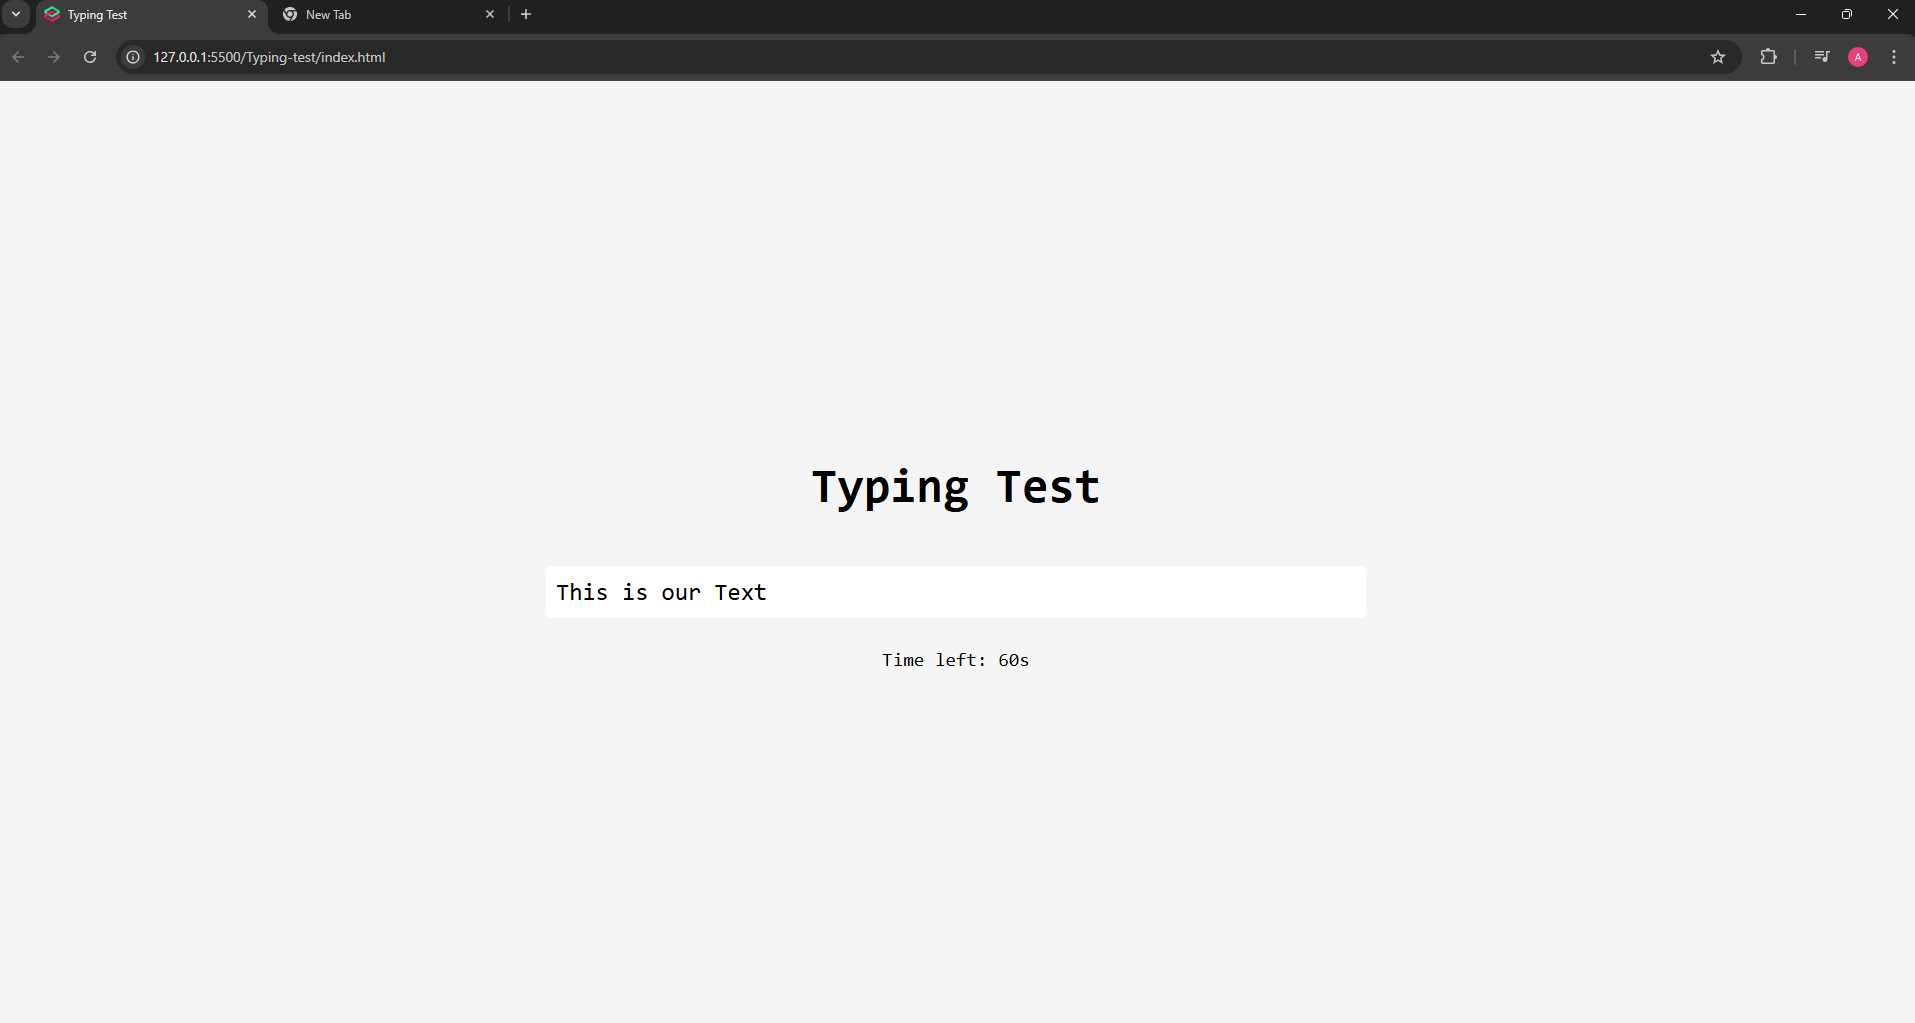 Typing Test
New Tab
127.0.0.1:5500/Typing-test/index.html
A
Typing Test
This is our Text
Time left: 60s